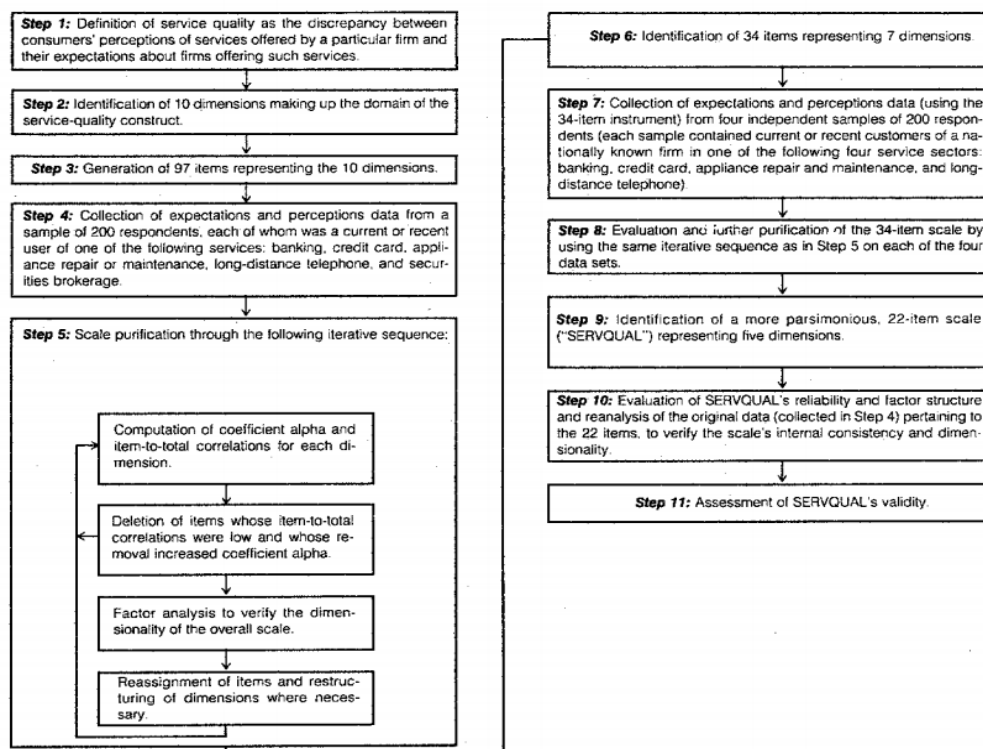 Step 1: Definition of service quality as the discrepancy between
consumers' perceptions of services offered by a particular firm and
their expectations about firms offering such services.
Step 2: Identification of 10 dimensions making up the domain of the
service-quality construct.
Step 3: Generation of 97 items representing the 10 dimensions.
Step 4: Collection of expectations and perceptions data from a
sample of 200 respondents, each of whom was a current or recent
user of one of the following services: banking, credit card, appli-
ance repair or maintenance, long-distance telephone, and secur-
ities brokerage.
Step 5: Scale purification through the following iterative sequence:
Computation of coefficient alpha and
item-to-total correlations for each di-
mension.
Deletion of items whose item-to-total
correlations were low and whose re-
moval increased coefficient alpha.
Factor analysis to verify the dimen-
sionality of the overall scale.
Reassignment of items and restruc-
turing of dimensions where neces-
sary.
Step 6: Identification of 34 items representing 7 dimensions.
Step 7: Collection of expectations and perceptions data (using the
34-item instrument) from four independent samples of 200 respon-
dents (each sample contained current or recent customers of a na-
tionally known firm in one of the following four service sectors:
banking, credit card, appliance repair and maintenance, and long-
distance telephone).
Step 8: Evaluation and further purification of the 34-item scale by
using the same iterative sequence as in Step 5 on each of the four
data sets.
Step 9: Identification of a more parsimonious, 22-item scale
("SERVQUAL") representing five dimensions.
Step 10: Evaluation of SERVQUAL's reliability and factor structure
and reanalysis of the original data (collected in Step 4) pertaining to
the 22 items, to verify the scale's internal consistency and dimen-
sionality.
Step 11: Assessment of SERVQUAL's validity.